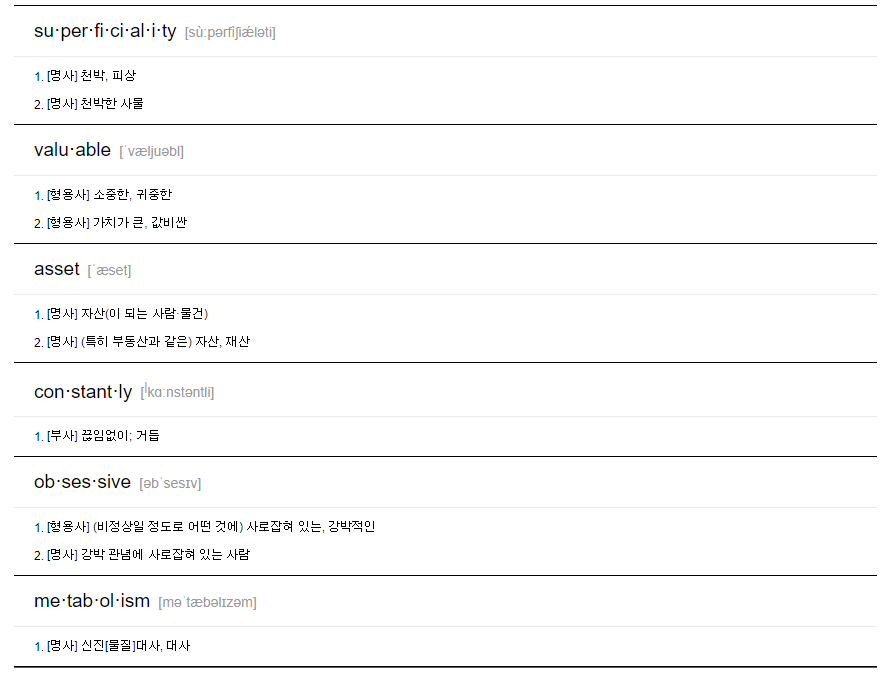 su·per·fi·ci·al·i·ty [sùːpərfìʃiǽləti]
1. [명사] 천박, 피상
2. [명사] 천박한 사물
valu·able [ˈvæljuəbl]
1. [형용사] 소중한, 귀중한
2. [형용사] 가치가 큰, 값비싼
asset [ˈæset]
1. [명사] 자산(이 되는 사람·물건)
2. [명사] (특히 부동산과 같은) 자산, 재산
con·stant·ly [|kɑːnstəntli]
1. [부사] 끊임없이; 거듭
ob·ses·sive [əbˈsesɪv]
1. [형용사] (비정상일 정도로 어떤 것에) 사로잡혀 있는, 강박적인
2. [명사] 강박 관념에 사로잡혀 있는 사람
me·tab·ol·ism [məˈtæbəlɪzəm]
1. [명사] 신진[물질]대사, 대사